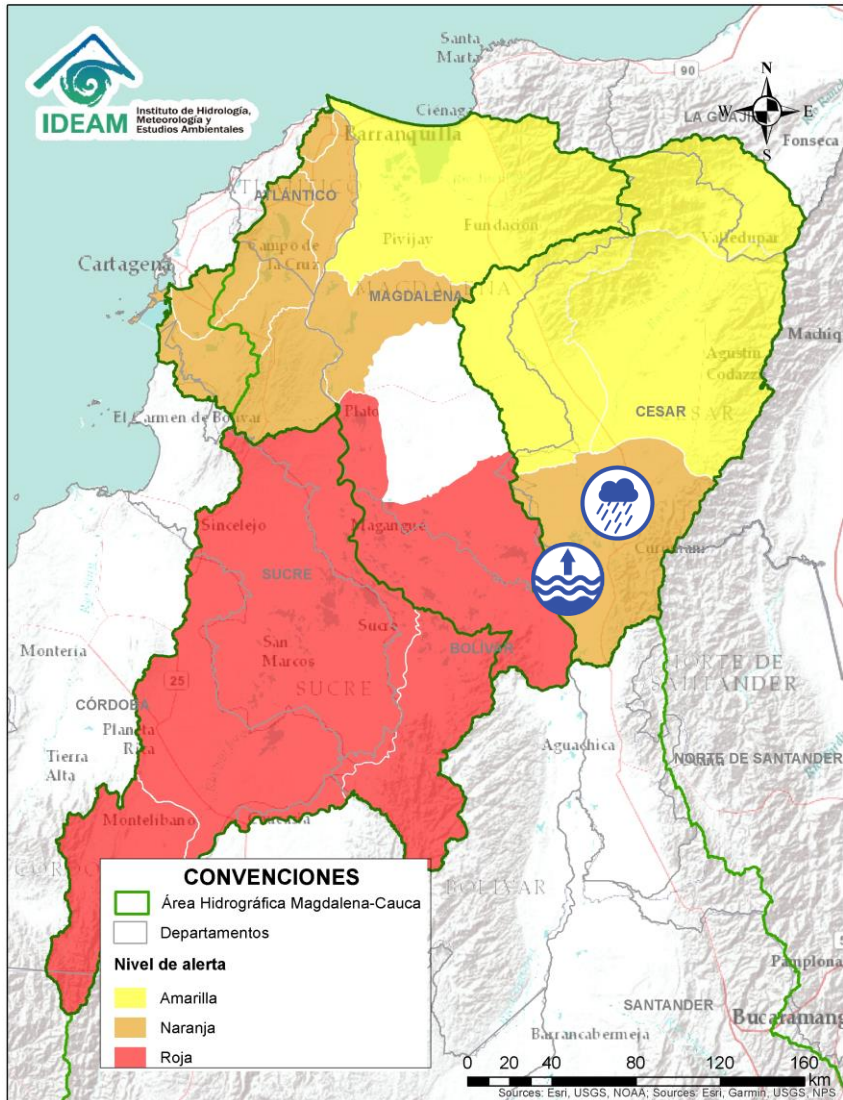 IDEAM
Instituto de Hidrología,
Meteorología y
Estudios Ambientales
Santa
Marta
90
N
W
E
S
Ciénaga
LA GUAJI
Fonseca
Barranquilla
ATLÁNTICO
Cartagena
Campo de
la Cruz
Pivijay
Fundación
Valledupar
MAGDALENA
Machiq
Agustín
Codazzi
CESAR
El Carmen de Bolívar
Plato
Sincelejo
Magangué
Curumaní
SUCRE
Sucre
San
Marcos
SUCRE
BOLÍVAR
Montería
25
CÓRDOBA
Planeta
Rica
Tierra
Alta
NORTE DE
SANTANDER
Aguachica
NORTE DE SANTANDER
Montelibano
Caucasia
BOLÍVAR
CONVENCIONES
Área Hidrográfica Magdalena-Cauca
Departamentos
Nivel de alerta
Amarilla
Naranja
Roja
Pamplona
SANTANDER
Bucaramang
Barrancabermeja
0 20 40 80 120 160
km
Sources: Esri, USGS, NOAA; Sources: Esri, Garmin, USGS, NPS